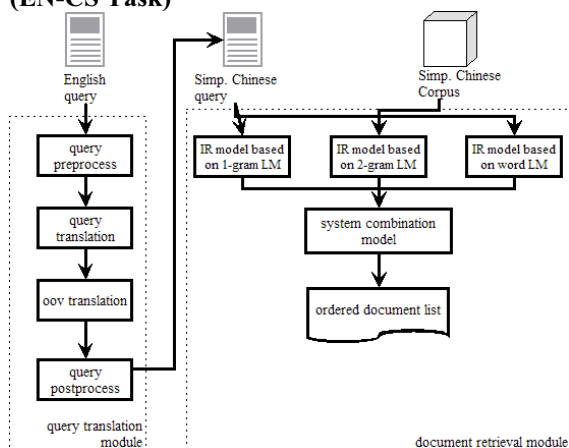 (EN-CS Task)
English
query
Simp. Chinese
query
Simp. Chinese
Corpus
query
preprocess
query
translation
oov translation
query
postprocess
query translation
module
IR model based
on 1-gram LM
IR model based
on 2-gram LM
IR model based
on word LM
system combination
model
ordered document list
document retrieval module